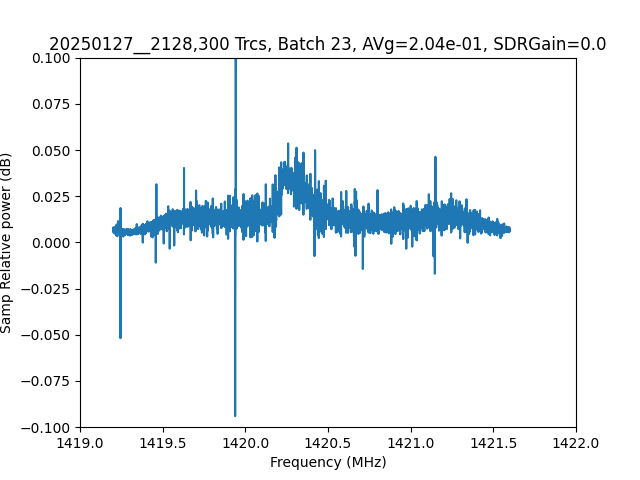 20250127__2128,300 Trcs, Batch 23, AVg=2.04e-01, SDRGain=0.0
0.100
0.075
0.050
0.025
0.000
−0.025
−0.050
−0.075
−0.100
Samp Relative power (dB)
1419.0 1419.5 1420.0 1420.5 1421.0 1421.5 1422.0
Frequency (MHz)